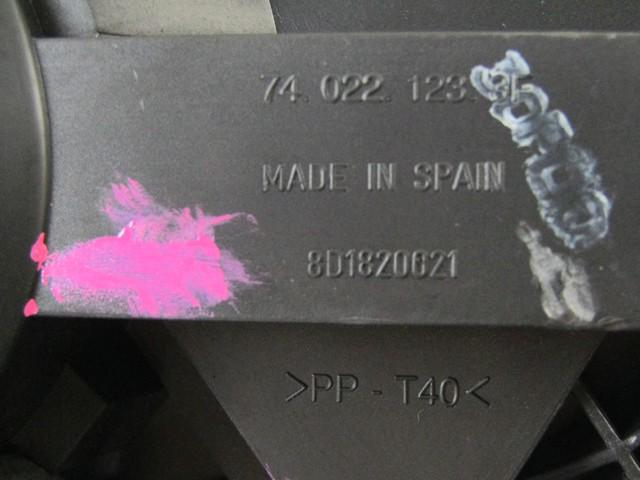 74. 022. 123.
MADE IN SPAIN
8D1820621
>PP - T40<